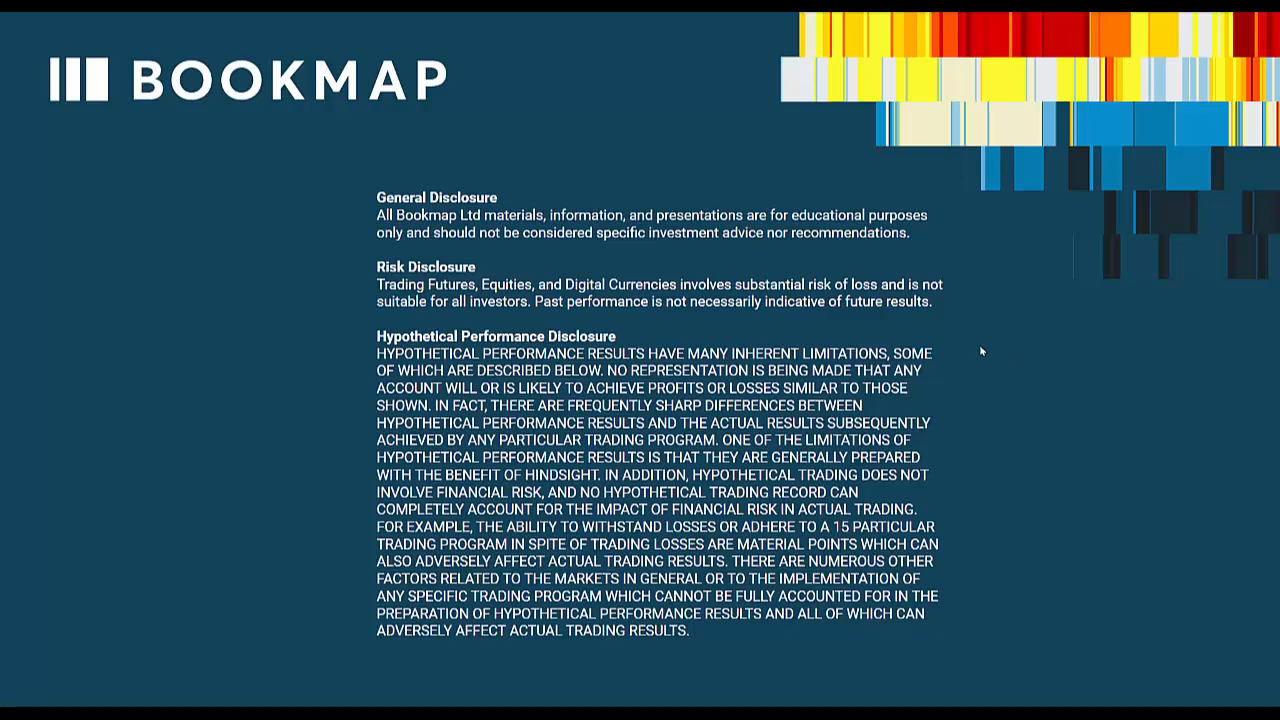 BOOKMAP
General Disclosure
All Bookmap Ltd materials, information, and presentations are for educational purposes
only and should not be considered specific investment advice nor recommendations.
Risk Disclosure
Trading Futures, Equities, and Digital Currencies involves substantial risk of loss and is not
suitable for all investors. Past performance is not necessarily indicative of future results.
Hypothetical Performance Disclosure
HYPOTHETICAL PERFORMANCE RESULTS HAVE MANY INHERENT LIMITATIONS, SOME
OF WHICH ARE DESCRIBED BELOW. NO REPRESENTATION IS BEING MADE THAT ANY
ACCOUNT WILL OR IS LIKELY TO ACHIEVE PROFITS OR LOSSES SIMILAR TO THOSE
SHOWN. IN FACT, THERE ARE FREQUENTLY SHARP DIFFERENCES BETWEEN
HYPOTHETICAL PERFORMANCE RESULTS AND THE ACTUAL RESULTS SUBSEQUENTLY
ACHIEVED BY ANY PARTICULAR TRADING PROGRAM. ONE OF THE LIMITATIONS OF
HYPOTHETICAL PERFORMANCE RESULTS IS THAT THEY ARE GENERALLY PREPARED
WITH THE BENEFIT OF HINDSIGHT. IN ADDITION, HYPOTHETICAL TRADING DOES NOT
INVOLVE FINANCIAL RISK, AND NO HYPOTHETICAL TRADING RECORD CAN
COMPLETELY ACCOUNT FOR THE IMPACT OF FINANCIAL RISK IN ACTUAL TRADING.
FOR EXAMPLE, THE ABILITY TO WITHSTAND LOSSES OR ADHERE TO A 15 PARTICULAR
TRADING PROGRAM IN SPITE OF TRADING LOSSES ARE MATERIAL POINTS WHICH CAN
ALSO ADVERSELY AFFECT ACTUAL TRADING RESULTS. THERE ARE NUMEROUS OTHER
FACTORS RELATED TO THE MARKETS IN GENERAL OR TO THE IMPLEMENTATION OF
ANY SPECIFIC TRADING PROGRAM WHICH CANNOT BE FULLY ACCOUNTED FOR IN THE
PREPARATION OF HYPOTHETICAL PERFORMANCE RESULTS AND ALL OF WHICH CAN
ADVERSELY AFFECT ACTUAL TRADING RESULTS.